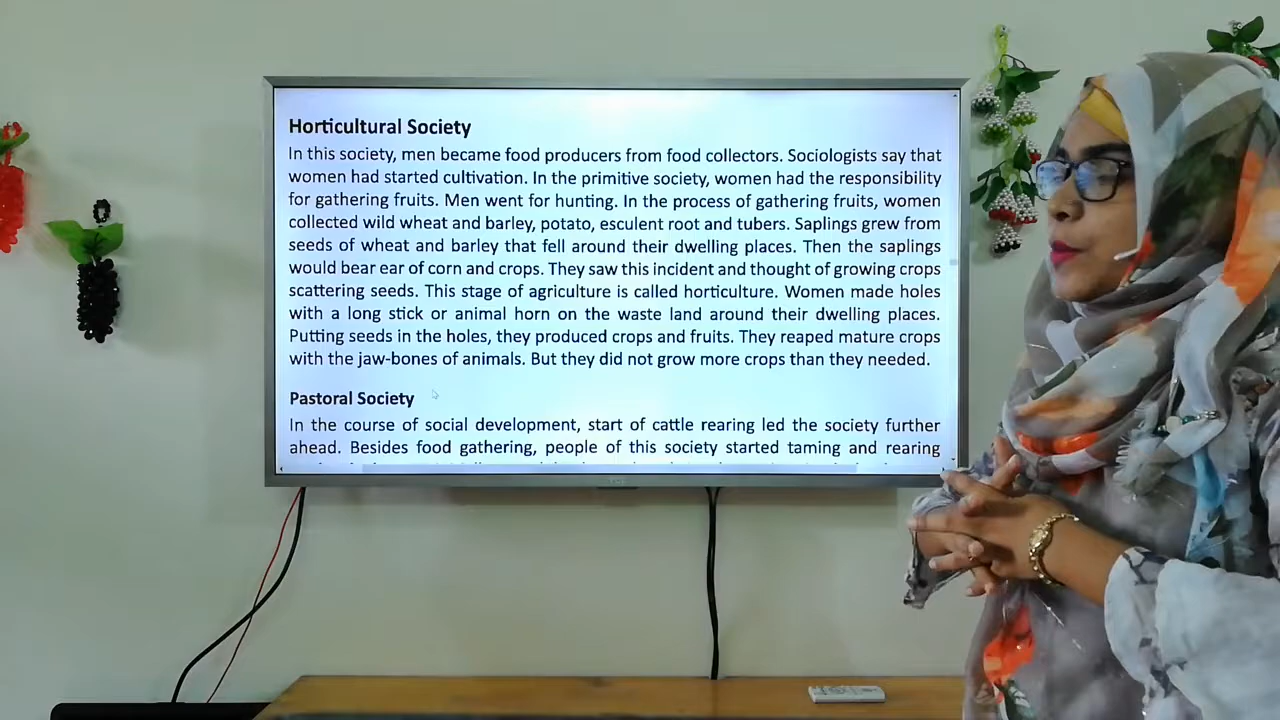 Horticultural Society
In this society, men became food producers from food collectors. Sociologists say that
women had started cultivation. In the primitive society, women had the responsibility
for gathering fruits. Men went for hunting. In the process of gathering fruits, women
collected wild wheat and barley, potato, esculent root and tubers. Saplings grew from
seeds of wheat and barley that fell around their dwelling places. Then the saplings
would bear ear of corn and crops. They saw this incident and thought of growing crops
scattering seeds. This stage of agriculture is called horticulture. Women made holes
with a long stick or animal horn on the waste land around their dwelling places.
Putting seeds in the holes, they produced crops and fruits. They reaped mature crops
with the jaw-bones of animals. But they did not grow more crops than they needed.
Pastoral Society
In the course of social development, start of cattle rearing led the society further
ahead. Besides food gathering, people of this society started taming and rearing